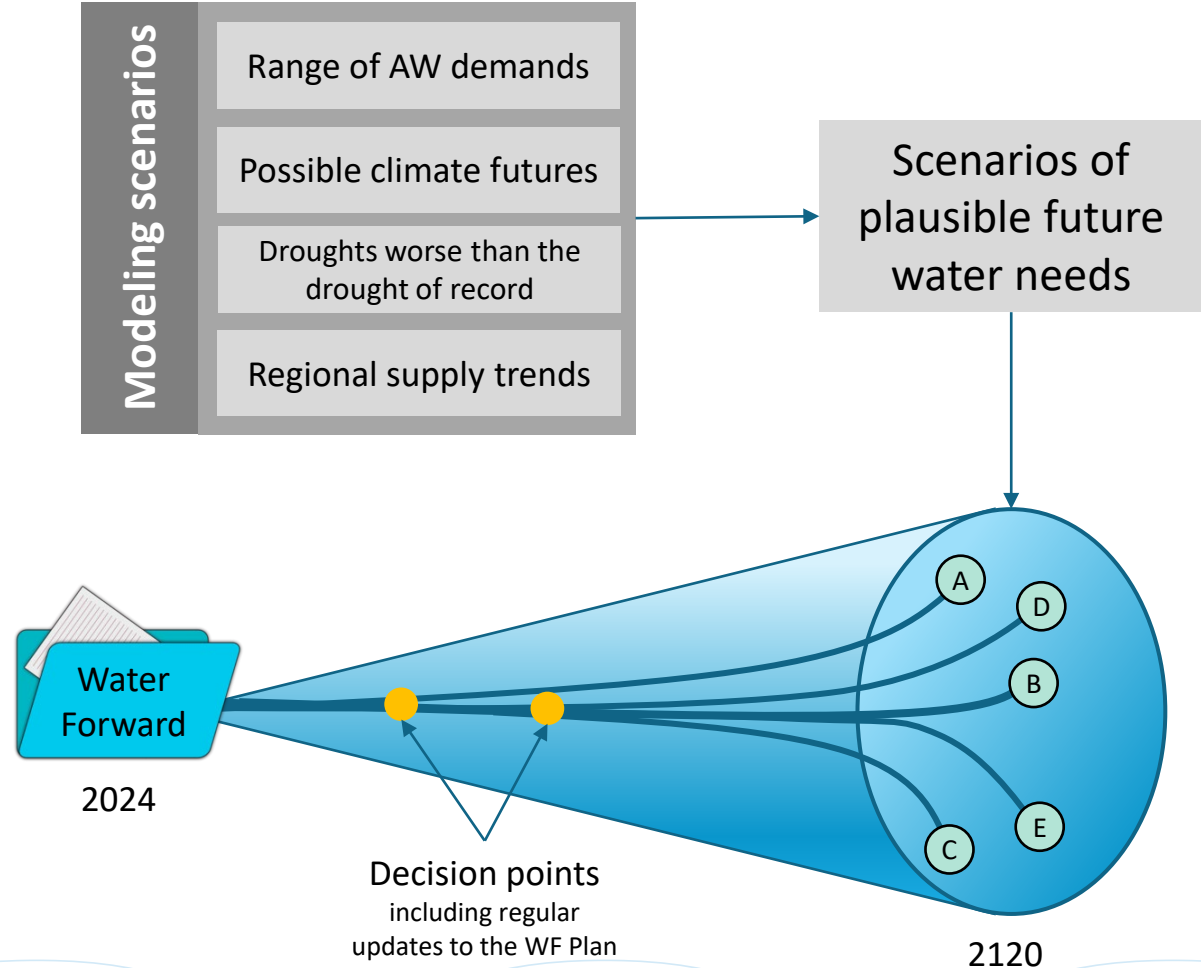 Modeling scenarios
Range of AW demands
Possible climate futures
Droughts worse than the
drought of record
Regional supply trends
Scenarios of
plausible future
water needs
A
D
B
E
C
Water
Forward
2024
Decision points
including regular
updates to the WF Plan
2120